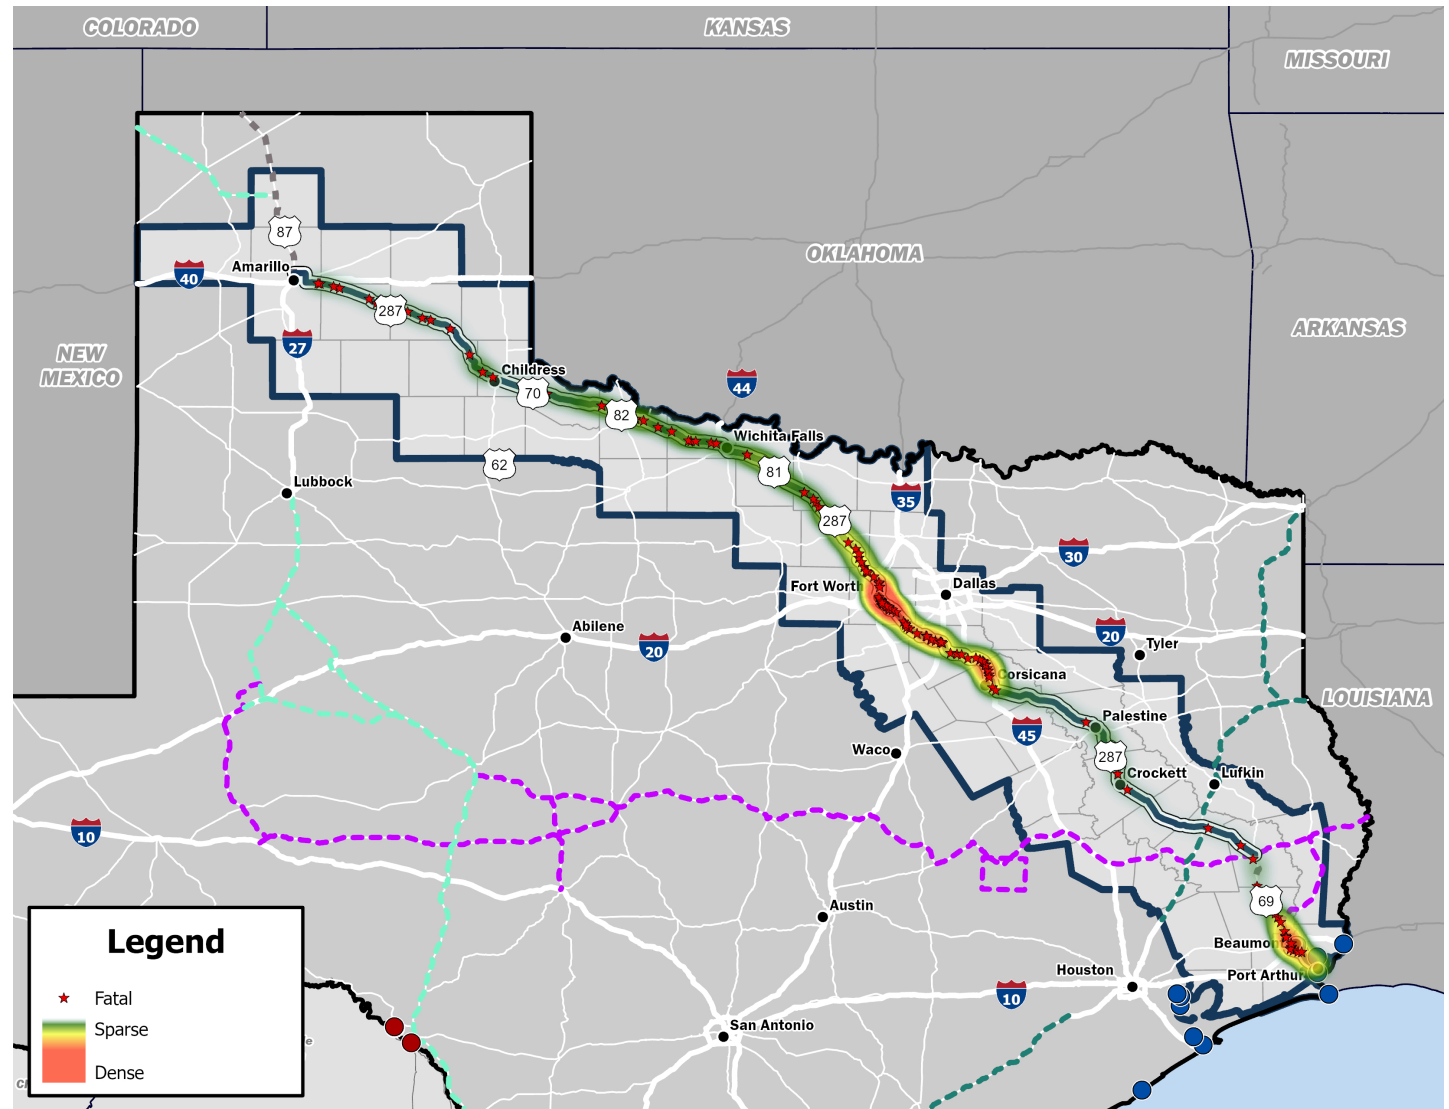 COLORADO
KANSAS
MISSOURI
87
OKLAHOMA
Amarillo
40
287
ARKANSAS
27
NEW
MEXICO
Childress
44
70
82
Wichita Falls
62
81
Lubbock
35
287
30
Fort Worth
Dallas
Abilene
20
20
Tyler
Corsicana
LOUISIANA
Palestine
45
Waco
287
Crockett
Lufkin
10
69
Austin
Beaumont
Houston
Port Arthur
10
San Antonio
Legend
Fatal
Sparse
Dense